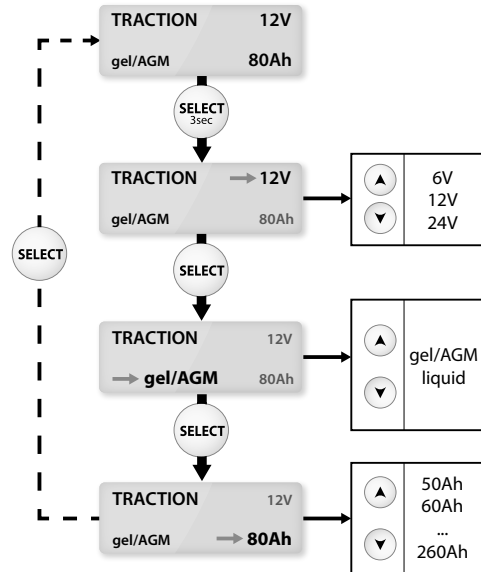 TRACTION 12V
gel/AGM 80Ah
SELECT
3sec
TRACTION 12V
gel/AGM 80Ah
6V
12V
24V
SELECT
SELECT
TRACTION 12V
gel/AGM 80Ah
gel/AGM
liquid
SELECT
TRACTION 12V
gel/AGM 80Ah
50Ah
60Ah
...
260Ah